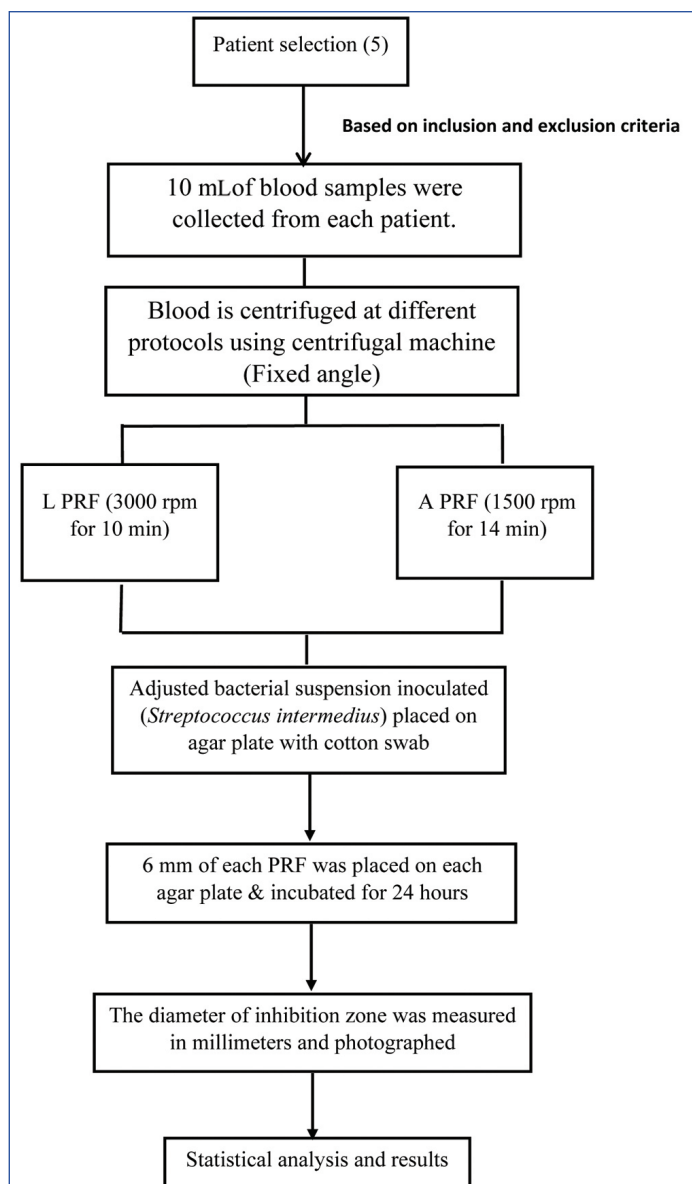 Patient selection (5)
Based on inclusion and exclusion criteria
10 mLof blood samples were
collected from each patient.
Blood is centrifuged at different
protocols using centrifugal machine
(Fixed angle)
L PRF (3000 rpm
for 10 min)
A PRF (1500 rpm
for 14 min)
Adjusted bacterial suspension inoculated
(Streptococcus intermedius) placed on
agar plate with cotton swab
6 mm of each PRF was placed on each
agar plate & incubated for 24 hours
The diameter of inhibition zone was measured
in millimeters and photographed
Statistical analysis and results